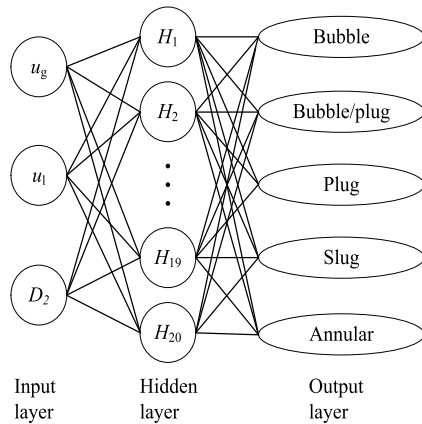 u_g
u_l
D_2
H_1
H_2
H_19
H_20
Bubble
Bubble/plug
Plug
Slug
Annular
Input
layer
Hidden
layer
Output
layer